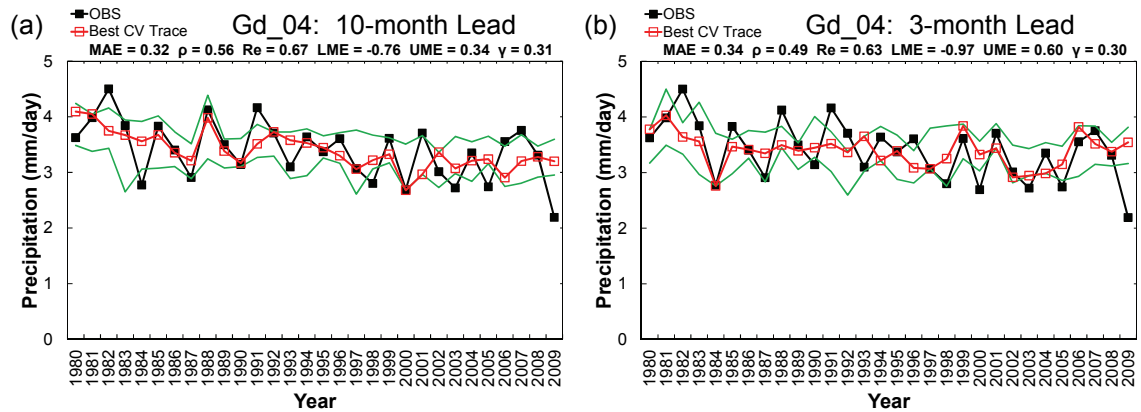 (a)
OBS
Best CV Trace
Gd_04: 10-month Lead
MAE = 0.32 ρ = 0.56 Re = 0.67 LME = -0.76 UME = 0.34 γ = 0.31
Precipitation (mm/day)
5
4
3
2
1
0
1980 1981 1982 1983 1984 1985 1986 1987 1988 1989 1990 1991 1992 1993 1994 1995 1996 1997 1998 1999 2000 2001 2002 2003 2004 2005 2006 2007 2008 2009
Year
(b)
OBS
Best CV Trace
Gd_04: 3-month Lead
MAE = 0.34 ρ = 0.49 Re = 0.63 LME = -0.97 UME = 0.60 γ = 0.30
Precipitation (mm/day)
5
4
3
2
1
0
1980 1981 1982 1983 1984 1985 1986 1987 1988 1989 1990 1991 1992 1993 1994 1995 1996 1997 1998 1999 2000 2001 2002 2003 2004 2005 2006 2007 2008 2009
Year